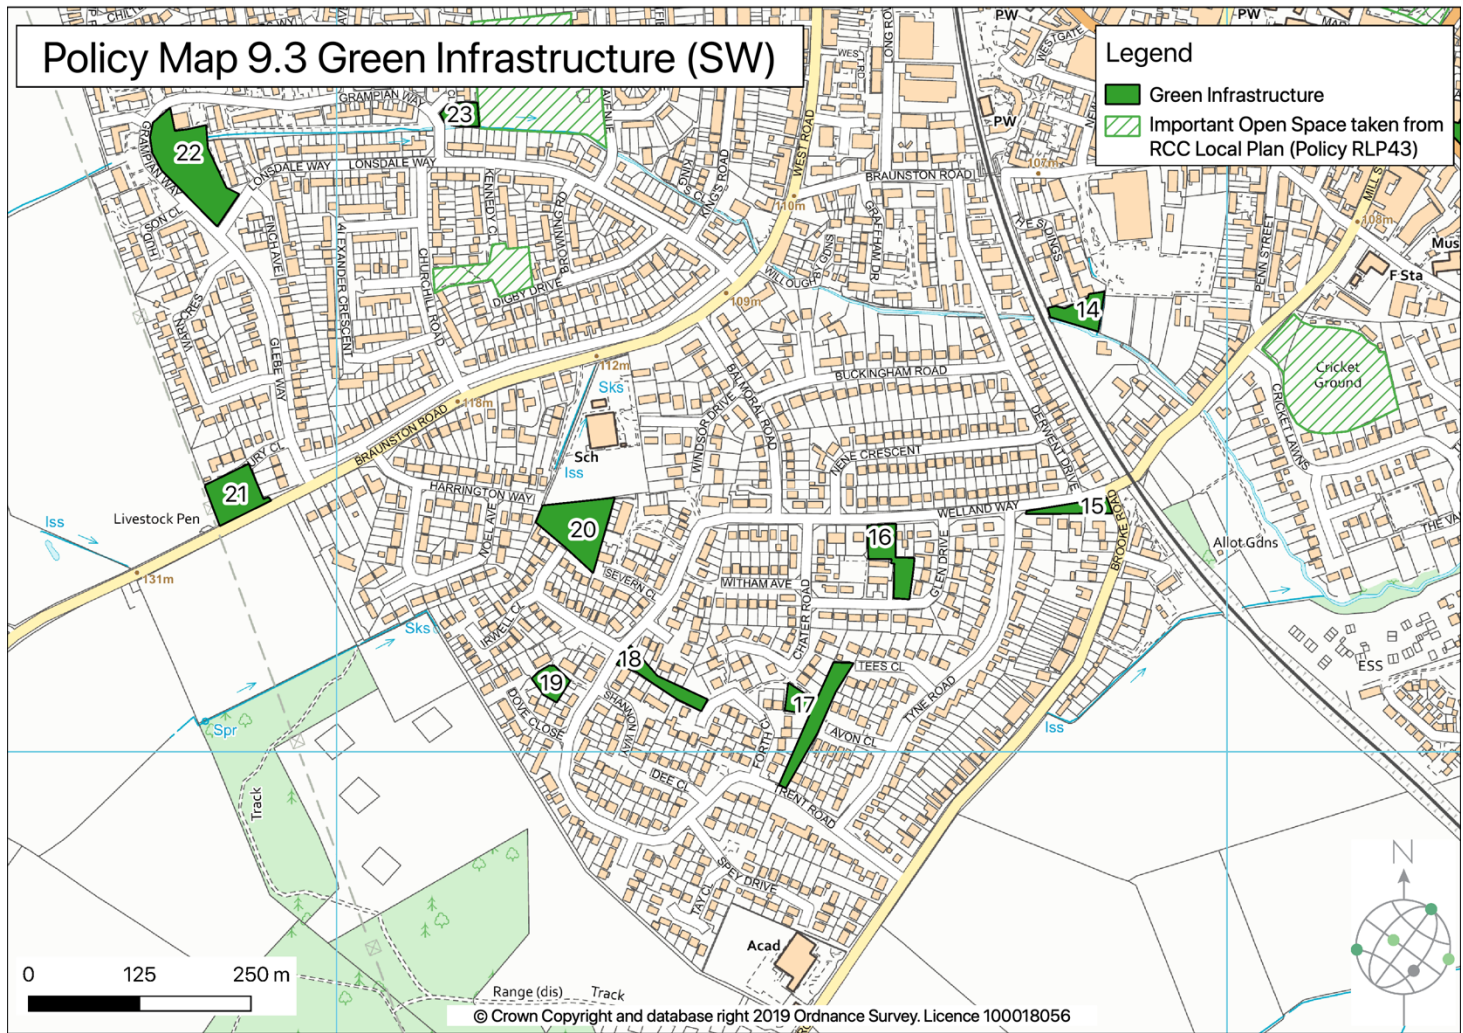 Policy Map 9.3 Green Infrastructure (SW)
Legend
Green Infrastructure
Important Open Space taken from
RCC Local Plan (Policy RLP43)
PW
PW
WESTGATE
PW
GRAMPIAN WAY
23
AVENUE
WEST ROAD
22
GRAMPIAN WAY
LONSDALE WAY
LONSDALE WAY
KENNEDY CL
BROWNING RD
KING'S ROAD
BRAUNSTON ROAD
107m
110m
108m
HUDSON CL
FINCH AVE
ALEXANDER CRESCENT
CHURCHILL ROAD
DIGBY DRIVE
WILLOUGHBY GDNS
GRAFEHAM DR
THE SIDINGS
PENN STREET
Mus
F Sta
14
109m
GLEBE WAY
112m
Sks
118m
BRAUNSTON ROAD
BUCKINGHAM ROAD
BALMORAL ROAD
WINDSOR DRIVE
Cricket
Ground
CRICKET LAWNS
DERWENT DRIVE
NENE CRESCENT
Sch
Iss
HARRINGTON WAY
NOEL AVE
21
Livestock Pen
Iss
131m
20
WELLAND WAY
15
16
BROOKE ROAD
Allot Gdns
SEVERN CL
WITHAM AVE
GLEN DRIVE
CHATER ROAD
IRWELL CL
Sks
18
19
TEES CL
ESS
DOVE CLOSE
SHANNON WAY
17
TYNE ROAD
FORTH CL
AVON CL
Iss
Spr
DEE CL
TRENT ROAD
Track
SPEY DRIVE
TAY CL
Acad
N
0 125 250 m
Range (dis)
Track
© Crown Copyright and database right 2019 Ordnance Survey. Licence 100018056